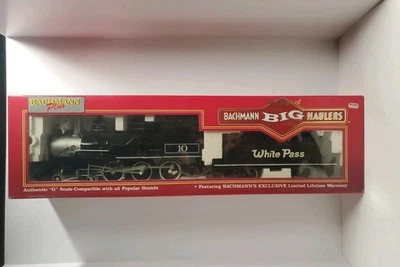 BACHMANN
Plus
BACHMANN BIG HAULERS
10
White Pass
Authentic "G" Scale-Compatible with all Popular Brands
• Featuring BACHMANN'S EXCLUSIVE Limited Lifetime Warranty